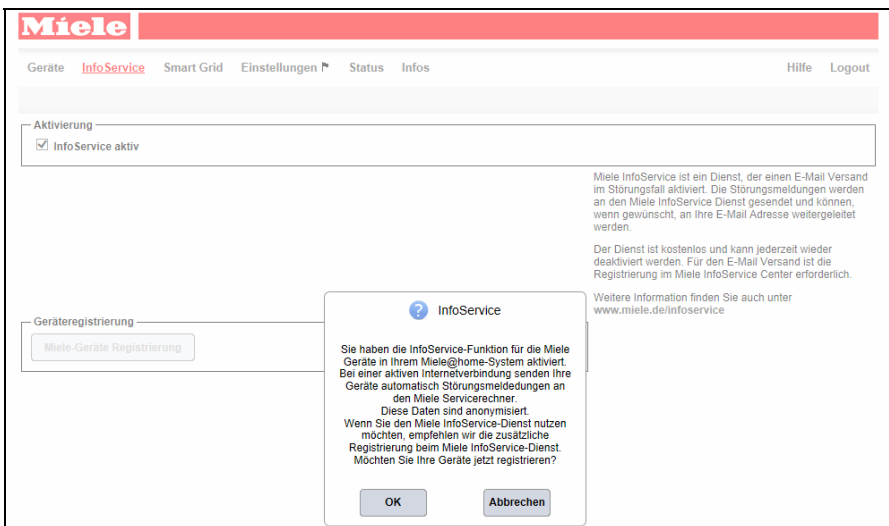 Miele
Geräte InfoService Smart Grid Einstellungen Status Infos Hilfe Logout
Aktivierung
InfoService aktiv
Miele InfoService ist ein Dienst, der einen E-Mail Versand
im Störungsfall aktiviert. Die Störungsmeldungen werden
an den Miele InfoService Dienst gesendet und können,
wenn gewünscht, an Ihre E-Mail Adresse weitergeleitet
werden.
Der Dienst ist kostenlos und kann jederzeit wieder
deaktiviert werden. Für den E-Mail Versand ist die
Registrierung im Miele InfoService Center erforderlich.
Weitere Information finden Sie auch unter
www.miele.de/infoservice
Geräteregistrierung
Miele-Geräte Registrierung
? InfoService
Sie haben die InfoService-Funktion für die Miele
Geräte in Ihrem Miele@home-System aktiviert.
Bei einer aktiven Internetverbindung senden Ihre
Geräte automatisch Störungsmeldedungen an
den Miele Servicerechner.
Diese Daten sind anonymisiert.
Wenn Sie den Miele InfoService-Dienst nutzen
möchten, empfehlen wir die zusätzliche
Registrierung beim Miele InfoService-Dienst.
Möchten Sie Ihre Geräte jetzt registrieren?
OK Abbrechen